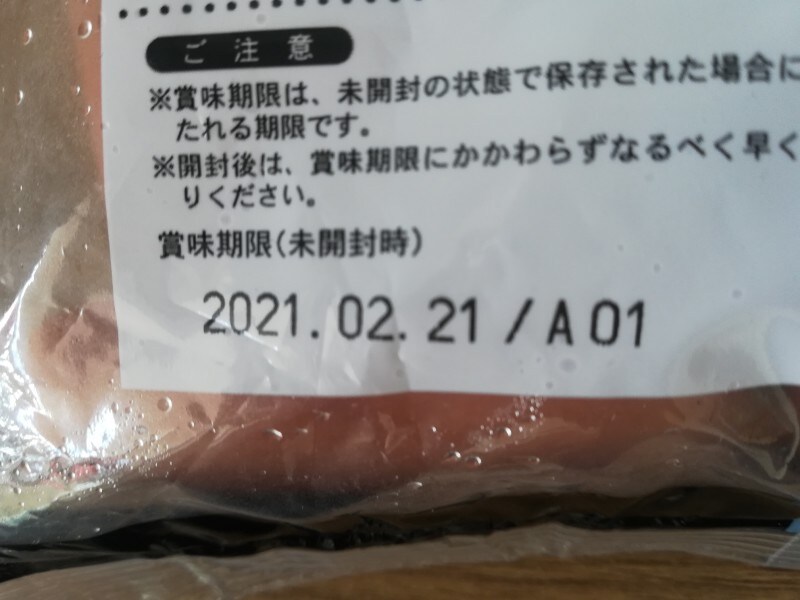 ご注意
※賞味期限は、未開封の状態で保存された場合に
たれる期限です。
※開封後は、賞味期限にかかわらずなるべく早く
りください。
賞味期限(未開封時)
2021.02.21/A01